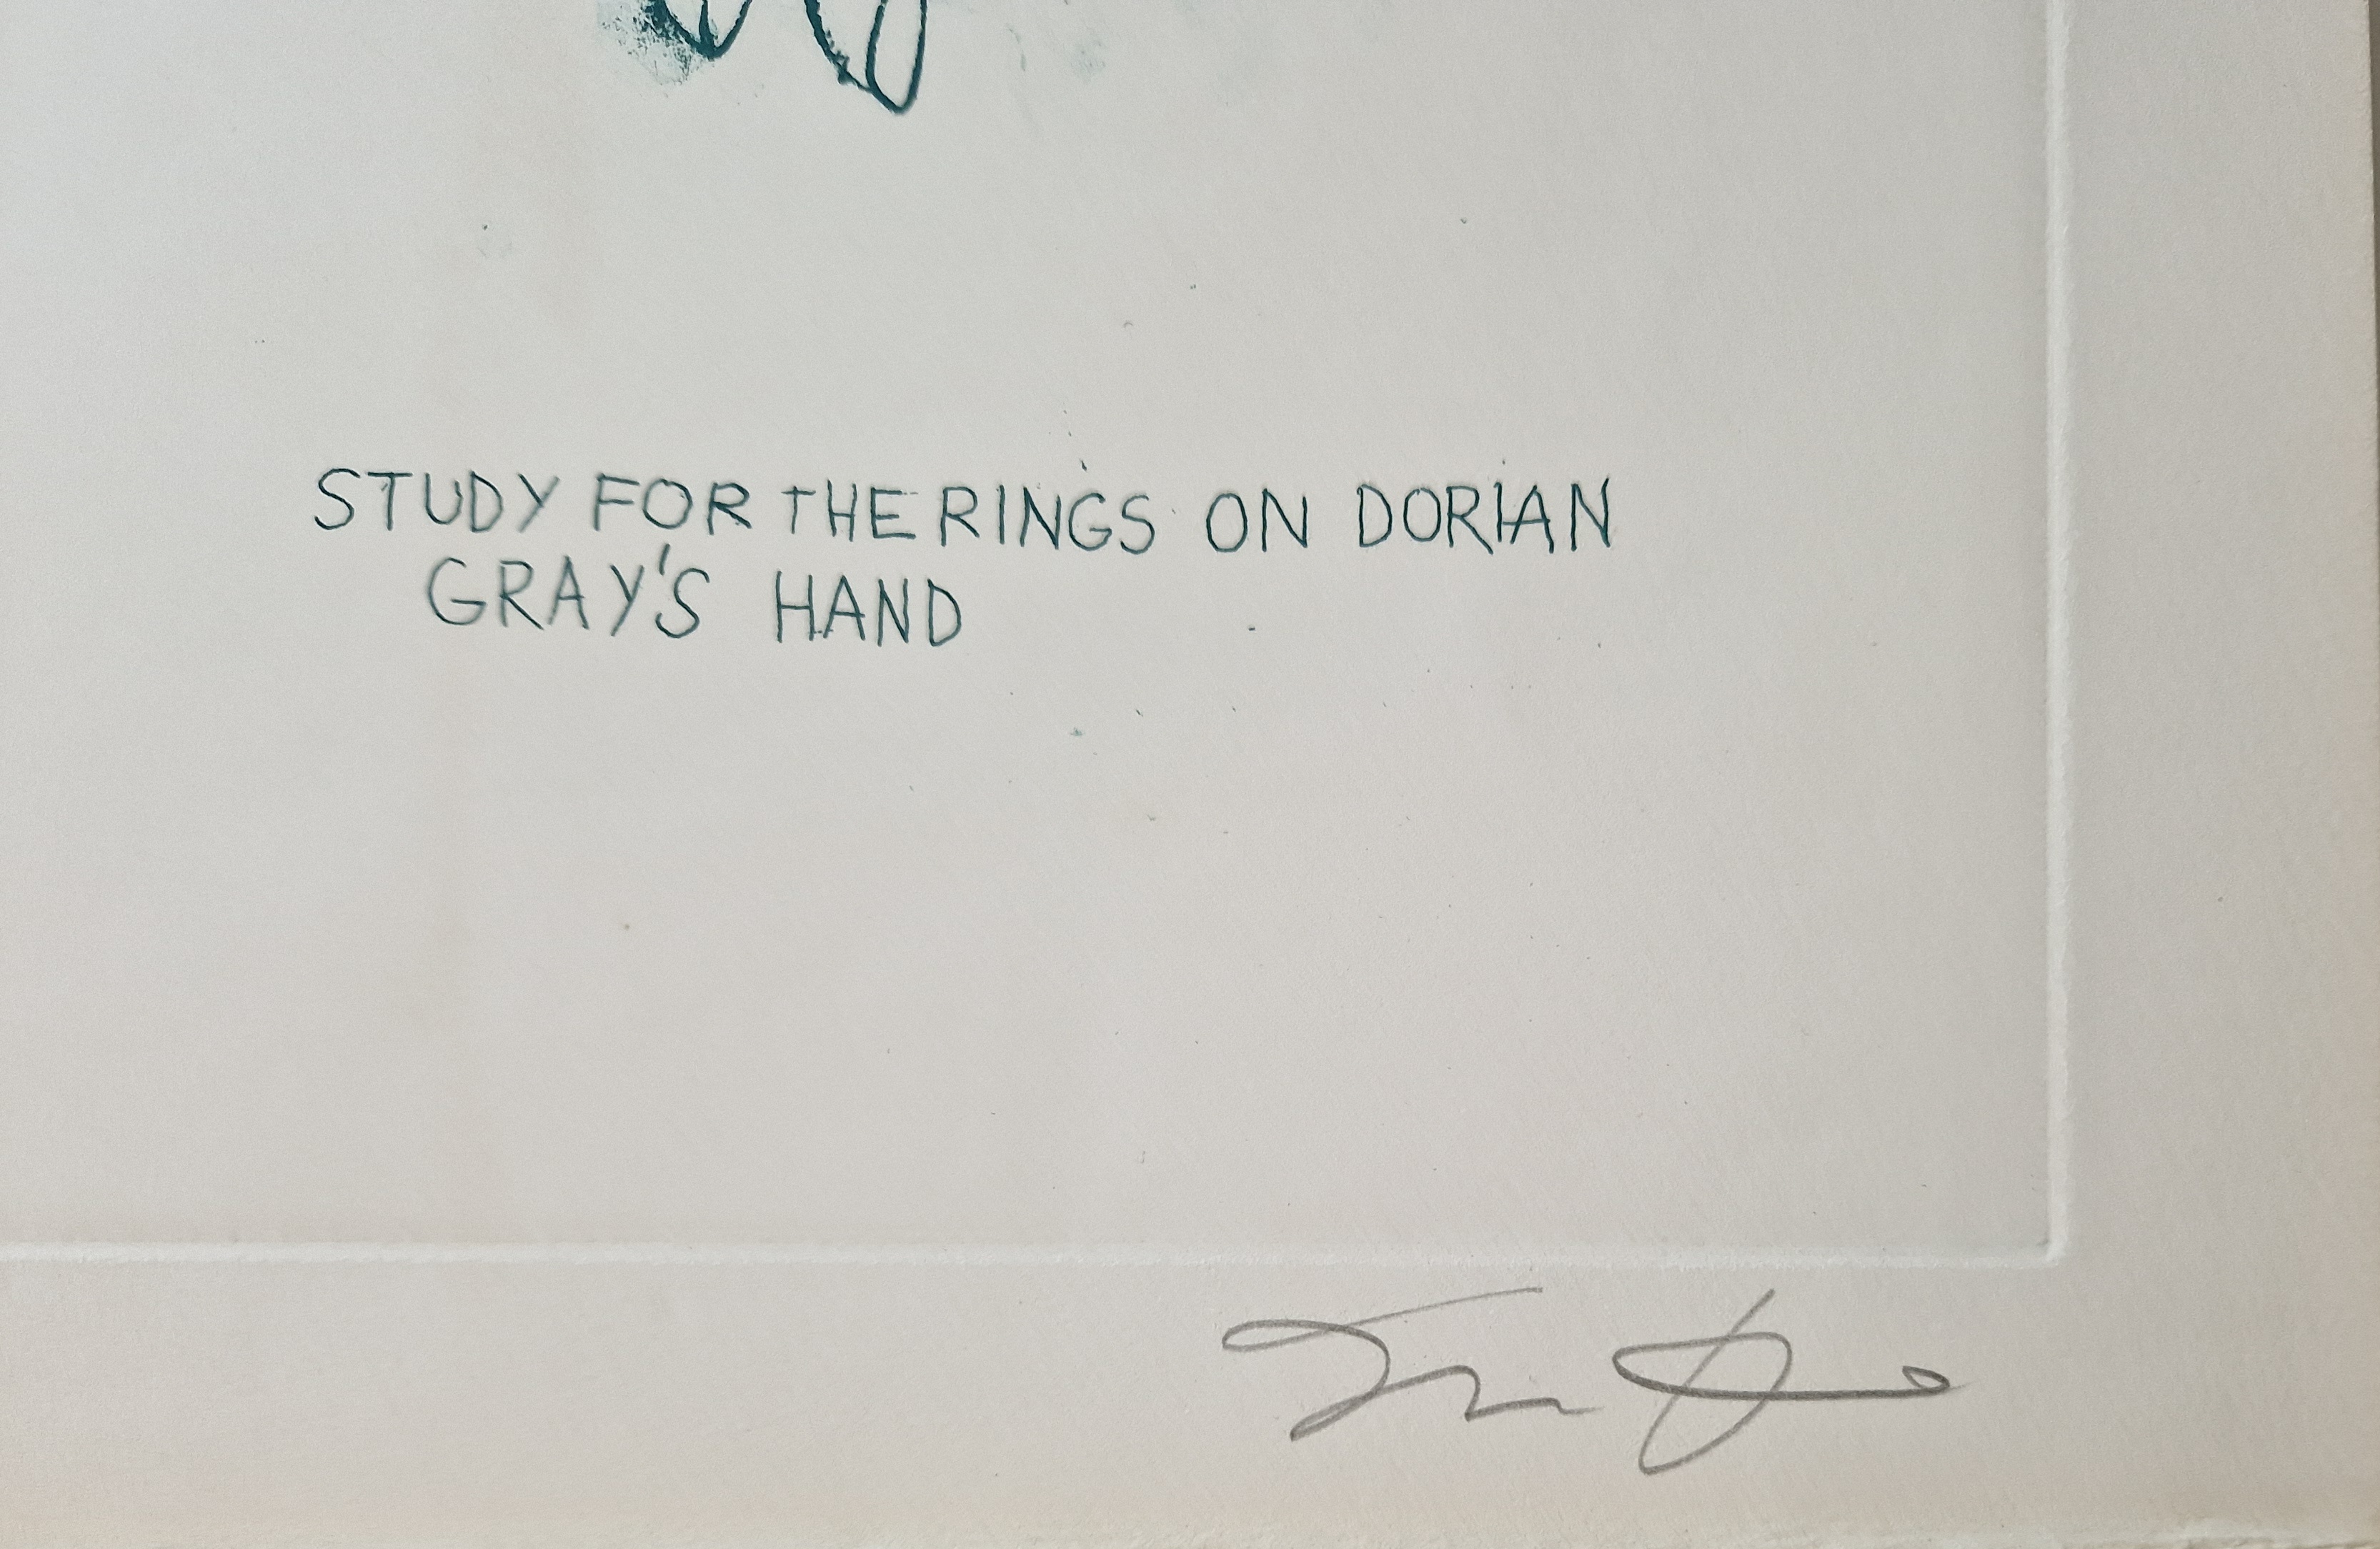 STUDY FOR THE RINGS ON DORIAN
GRAY'S HAND